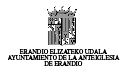 ERANDIO ELIZATEKO UDALA
AYUNTAMIENTO DE LA ANTEIGLESIA
DE ERANDIO